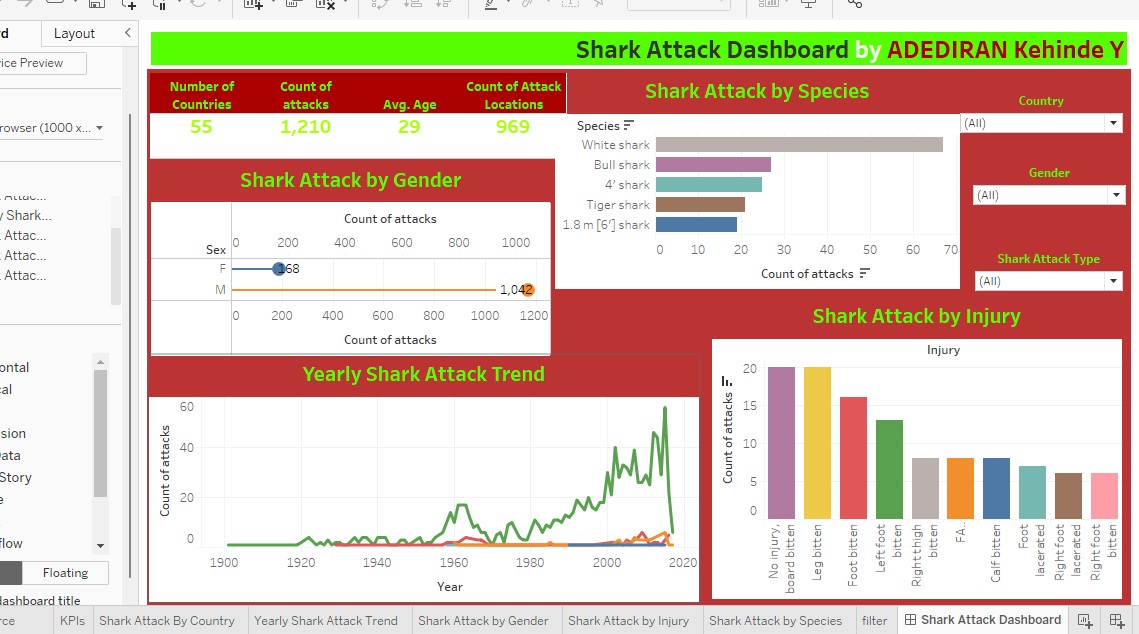 Layout
Shark Attack Dashboard by ADEDIRAN Kehinde Y
Number of Countries
55
Count of attacks
1,210
Avg. Age
29
Count of Attack Locations
969
Shark Attack by Species
Species
White shark
Bull shark
4' shark
Tiger shark
1.8 m [6'] shark
0 10 20 30 40 50 60 70
Count of attacks
Country
(All)
Gender
(All)
Shark Attack Type
(All)
Shark Attack by Gender
Count of attacks
Sex
0 200 400 600 800 1000
F
168
M
1,042
0 200 400 600 800 1000 1200
Count of attacks
Shark Attack by Injury
Injury
Count of attacks
20
15
10
5
0
No injury, board bitten
Leg bitten
Foot bitten
Left foot bitten
Right thigh bitten
FA..
Calf bitten
Foot lacerated
Right foot lacerated
Right foot bitten
Yearly Shark Attack Trend
Count of attacks
60
40
20
0
1900 1920 1940 1960 1980 2000 2020
Year
d
vice Preview
rowser (1000 x...
y Shark...
k Attac...
k Attac...
k Attac...
ontal
cal
sion
Data
Story
e
flow
Floating
dashboard title
rce
KPIs
Shark Attack By Country
Yearly Shark Attack Trend
Shark Attack by Gender
Shark Attack by Injury
Shark Attack by Species
filter
Shark Attack Dashboard